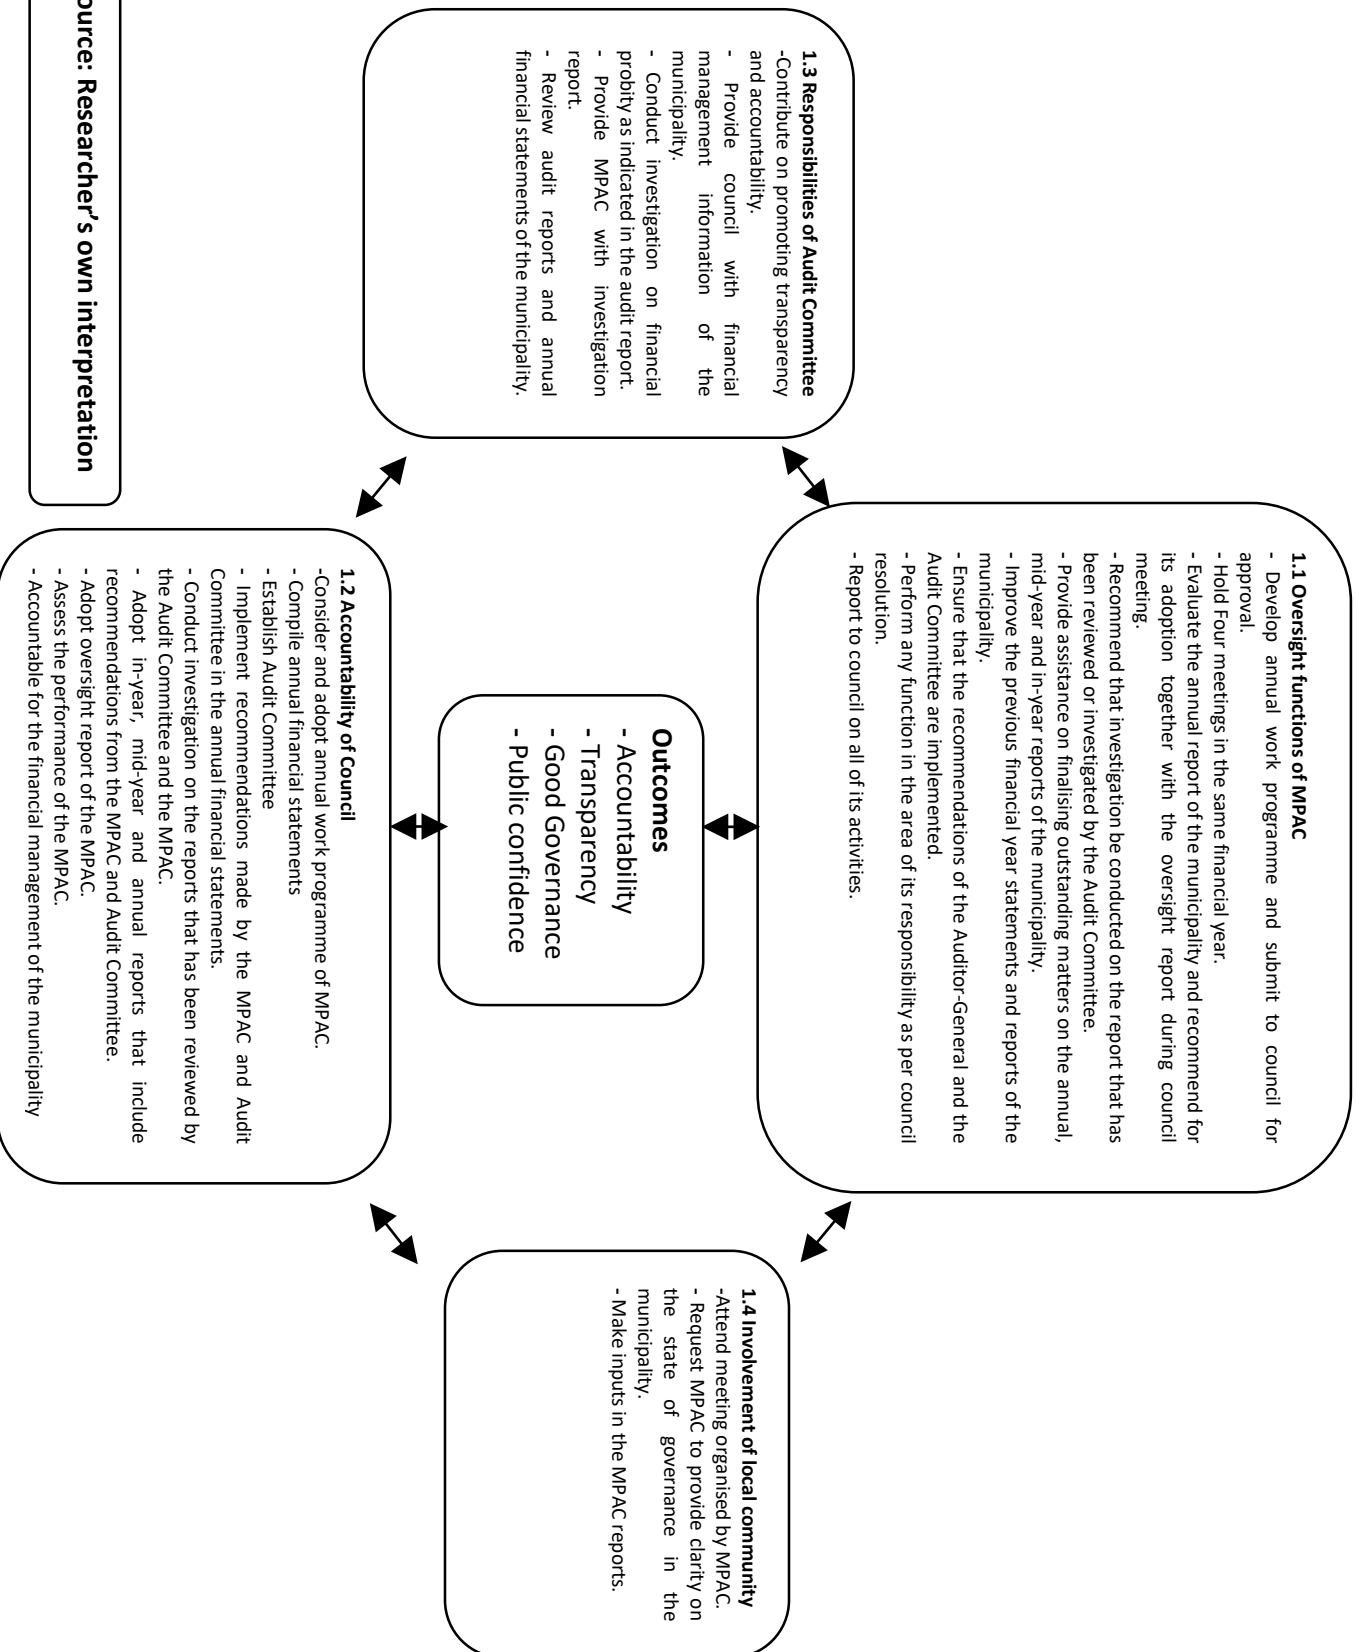 1.1 Oversight functions of MPAC
- Develop annual work programme and submit to council for
approval.
- Hold Four meetings in the same financial year.
- Evaluate the annual report of the municipality and recommend for
its adoption together with the oversight report during council
meeting.
- Recommend that investigation be conducted on the report that has
been reviewed or investigated by the Audit Committee.
- Provide assistance on finalising outstanding matters on the annual,
mid-year and in-year reports of the municipality.
- Improve the previous financial year statements and reports of the
municipality.
- Ensure that the recommendations of the Auditor-General and the
Audit Committee are implemented.
- Perform any function in the area of its responsibility as per council
resolution.
- Report to council on all of its activities.
1.3 Responsibilities of Audit Committee
-Contribute on promoting transparency
and accountability.
- Provide council with financial
management information of the
municipality.
- Conduct investigation on financial
probity as indicated in the audit report.
- Provide MPAC with investigation
report.
- Review audit reports and annual
financial statements of the municipality.
Outcomes
- Accountability
- Transparency
- Good Governance
- Public confidence
1.4 Involvement of local community
-Attend meeting organised by MPAC.
- Request MPAC to provide clarity on
the state of governance in the
municipality.
- Make inputs in the MPAC reports.
1.2 Accountability of Council
-Consider and adopt annual work programme of MPAC.
- Compile annual financial statements
- Establish Audit Committee
- Implement recommendations made by the MPAC and Audit
Committee in the annual financial statements.
- Conduct investigation on the reports that has been reviewed by
the Audit Committee and the MPAC.
- Adopt in-year, mid-year and annual reports that include
recommendations from the MPAC and Audit Committee.
- Adopt oversight report of the MPAC.
- Assess the performance of the MPAC.
- Accountable for the financial management of the municipality
ource: Researcher's own interpretation